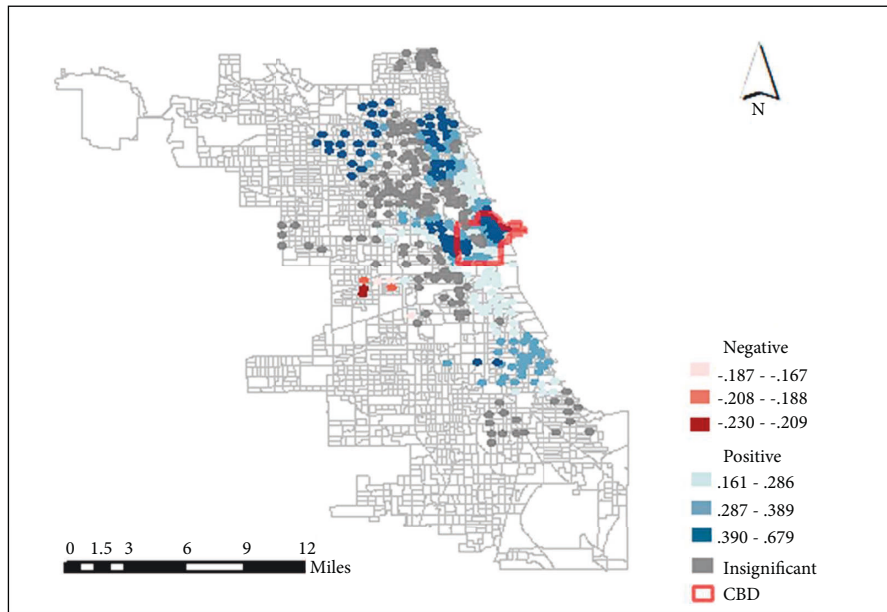 N
Negative
-.187 - -.167
-.208 - -.188
-.230 - -.209
Positive
.161 - .286
.287 - .389
.390 - .679
Insignificant
CBD
0 1.5 3 6 9 12
Miles